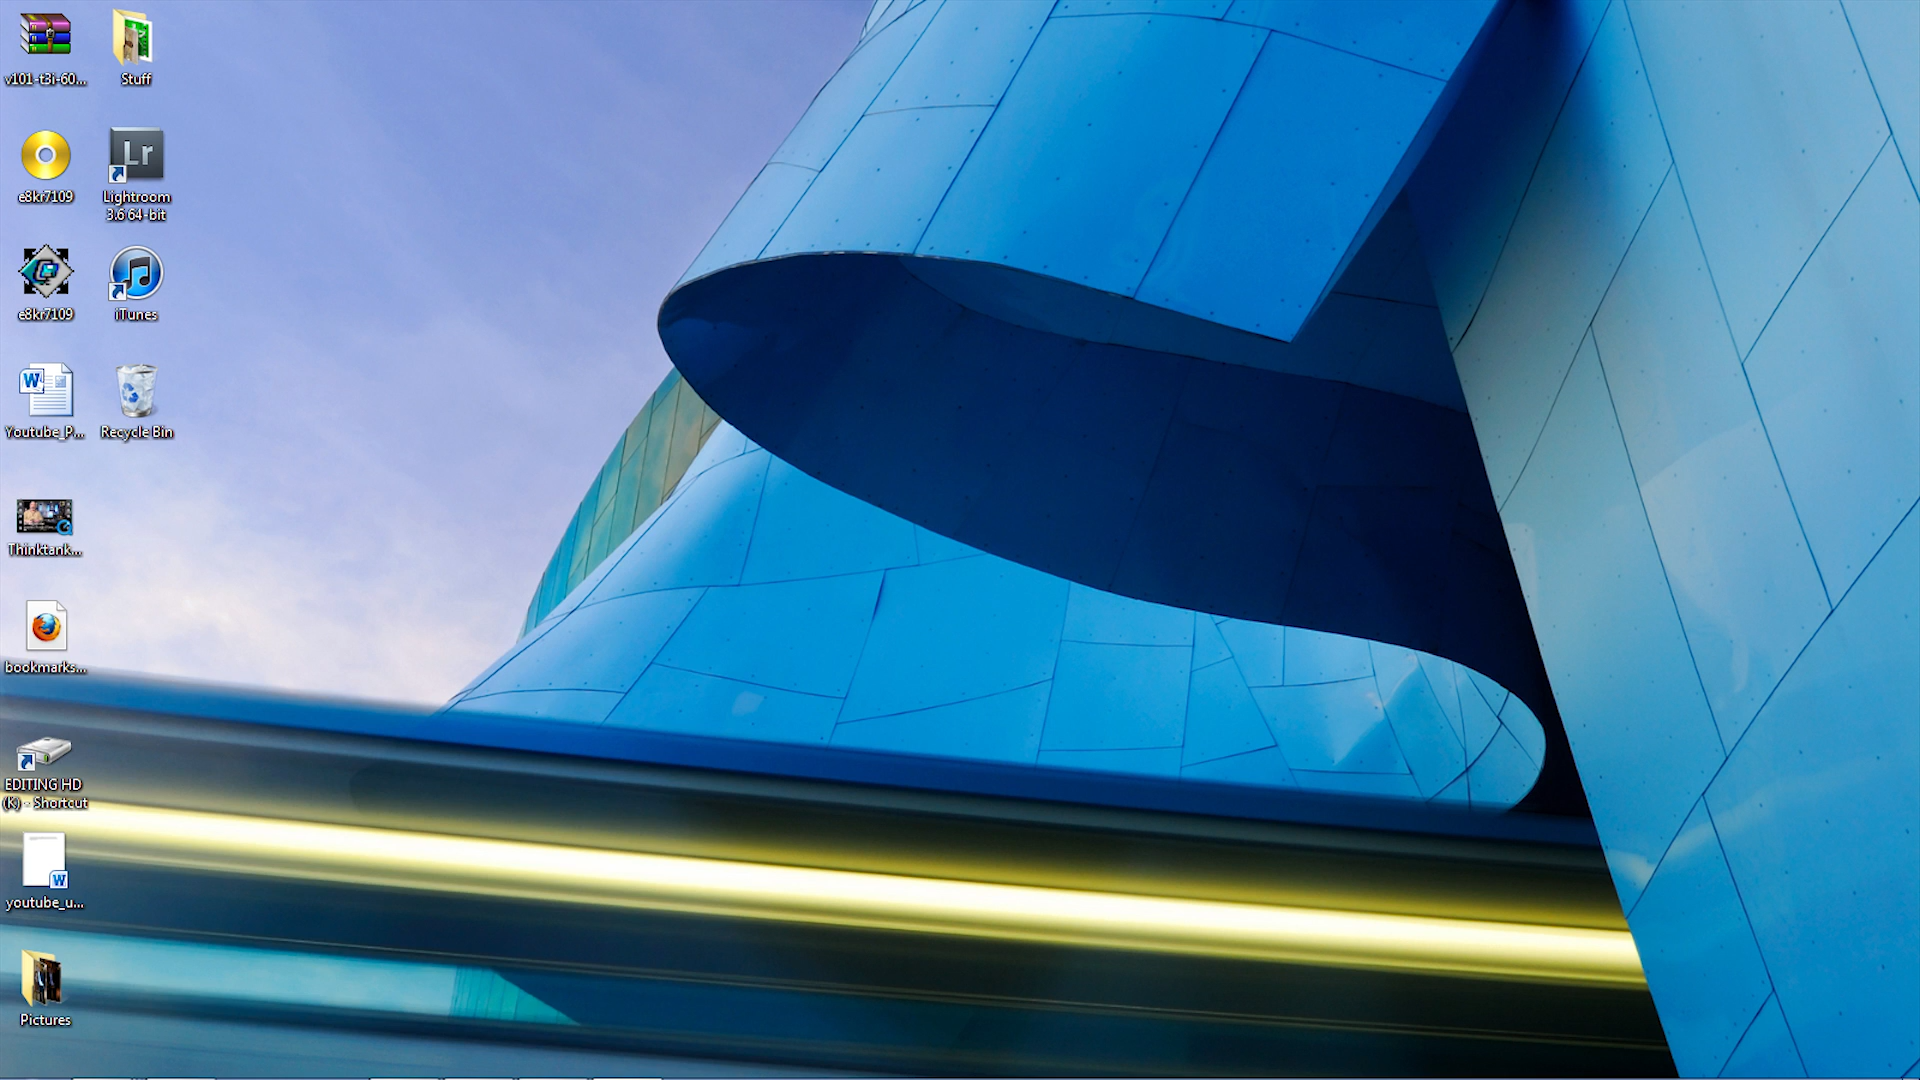 v101-t3i-60...
Stuff
e8kr7109
Lr
Lightroom
3.6 64-bit
e8kr7109
iTunes
W
Youtube_P...
Recycle Bin
Thinktank...
bookmarks...
EDITING HD
(K) - Shortcut
W
youtube_u...
Pictures